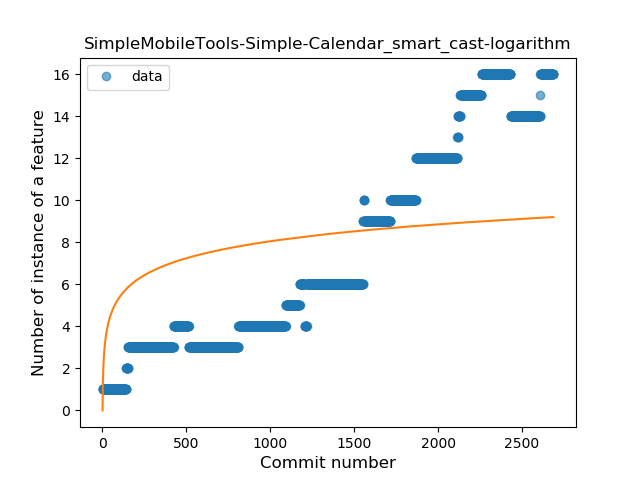 SimpleMobileTools-Simple-Calendar_smart_cast-logarithm
data
Number of instance of a feature
16
14
12
10
8
6
4
2
0
0 500 1000 1500 2000 2500
Commit number